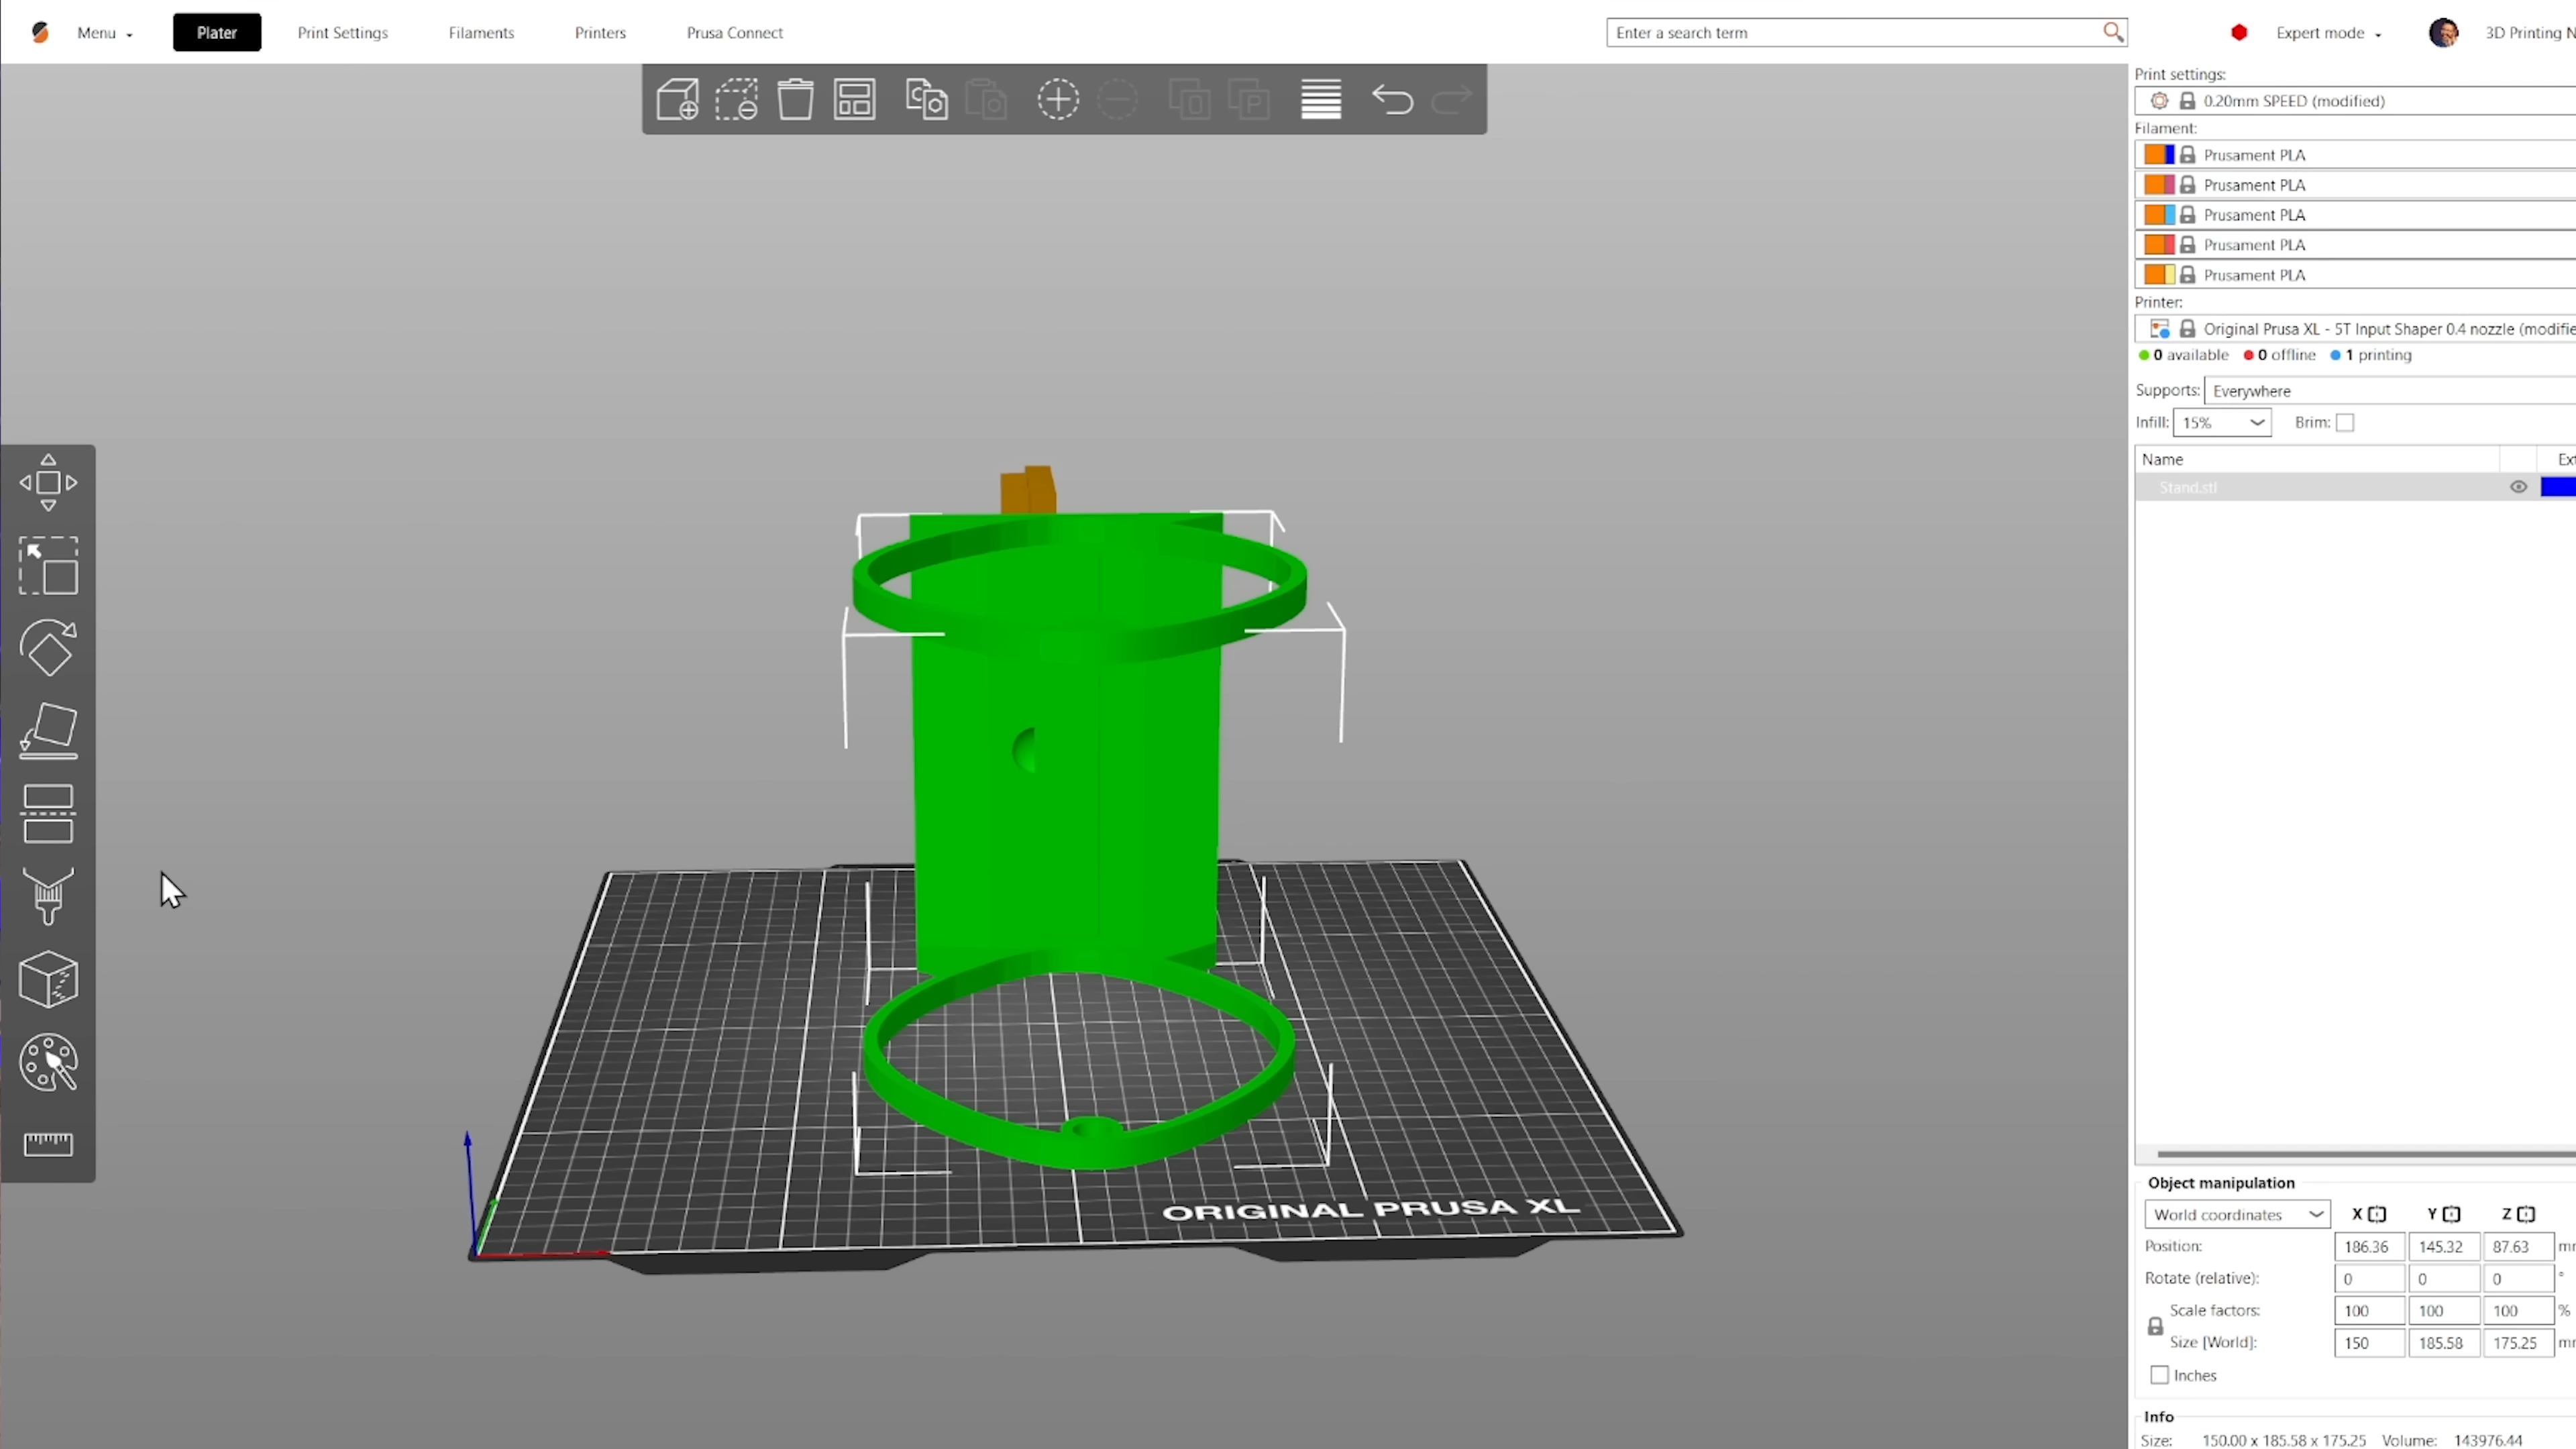 Menu Plater Print Settings Filaments Printers Prusa Connect Enter a search term Expert mode 3D Printing N
Print settings:
0.20mm SPEED (modified)
Filament:
Prusament PLA
Prusament PLA
Prusament PLA
Prusament PLA
Prusament PLA
Printer:
Original Prusa XL - 5T Input Shaper 0.4 nozzle (modifie
0 available 0 offline 1 printing
Supports: Everywhere
Infill: 15% Brim:
Name Ext
Stand.stl
ORIGINAL PRUSA XL
Object manipulation
World coordinates X Y Z
Position: 186.36 145.32 87.63 mm
Rotate (relative): 0 0 0 °
Scale factors: 100 100 100 %
Size [World]: 150 185.58 175.25 mm
Inches
Info
Size: 150.00 x 185.58 x 175.25 Volume: 143976.44